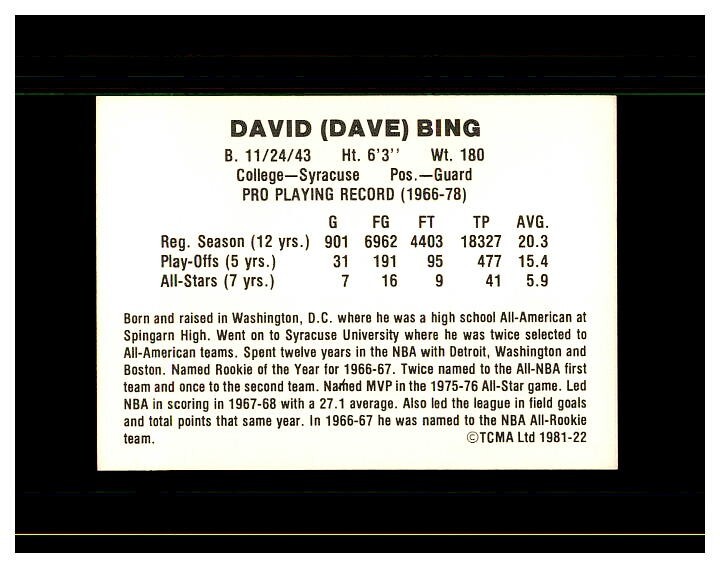 DAVID (DAVE) BING
B. 11/24/43 Ht. 6'3'' Wt. 180
College—Syracuse Pos.—Guard
PRO PLAYING RECORD (1966-78)
G FG FT TP AVG.
Reg. Season (12 yrs.) 901 6962 4403 18327 20.3
Play-Offs (5 yrs.) 31 191 95 477 15.4
All-Stars (7 yrs.) 7 16 9 41 5.9
Born and raised in Washington, D.C. where he was a high school All-American at
Spingarn High. Went on to Syracuse University where he was twice selected to
All-American teams. Spent twelve years in the NBA with Detroit, Washington and
Boston. Named Rookie of the Year for 1966-67. Twice named to the All-NBA first
team and once to the second team. Named MVP in the 1975-76 All-Star game. Led
NBA in scoring in 1967-68 with a 27.1 average. Also led the league in field goals
and total points that same year. In 1966-67 he was named to the NBA All-Rookie
team. ©TCMA Ltd 1981-22